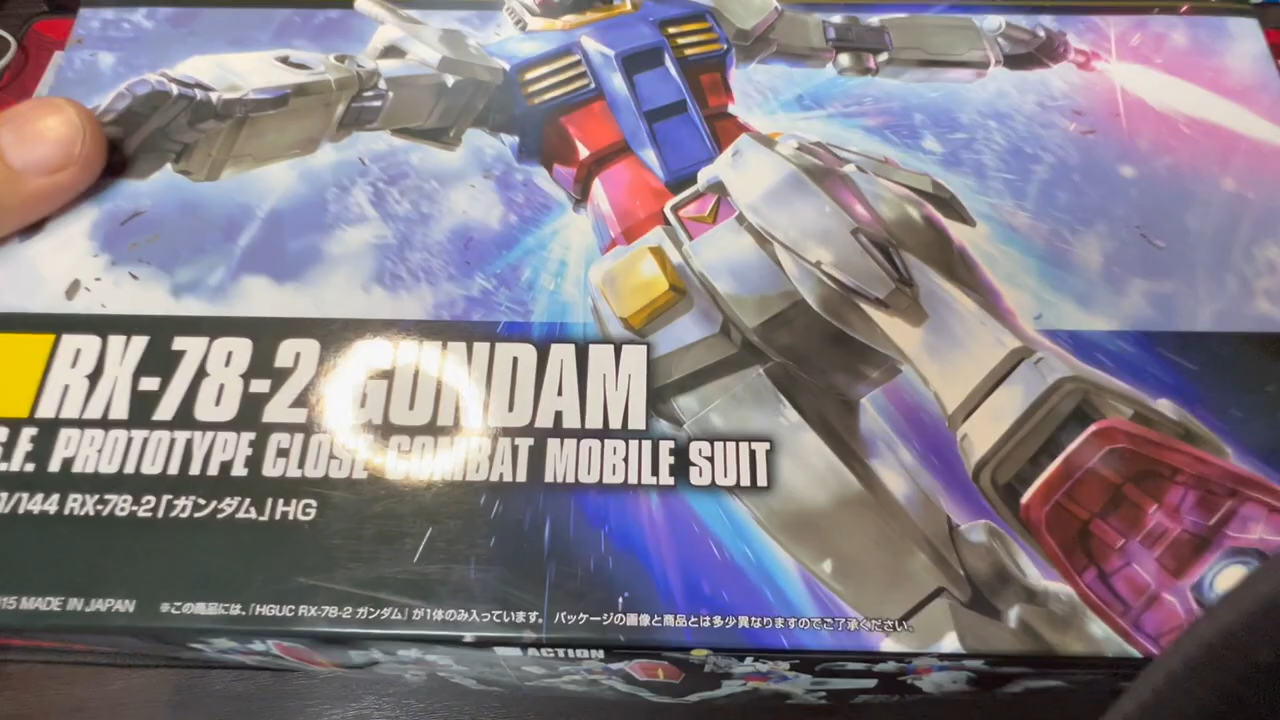 RX-78-2 GUNDAM
S.F. PROTOTYPE CLOSE COMBAT MOBILE SUIT
1/144 RX-78-2「ガンダム」HG
15 MADE IN JAPAN ※この商品には、「HGUC RX-78-2 ガンダム」が1体のみ入っています。パッケージの画像と商品とは多少異なりますのでご了承ください。
ACTION